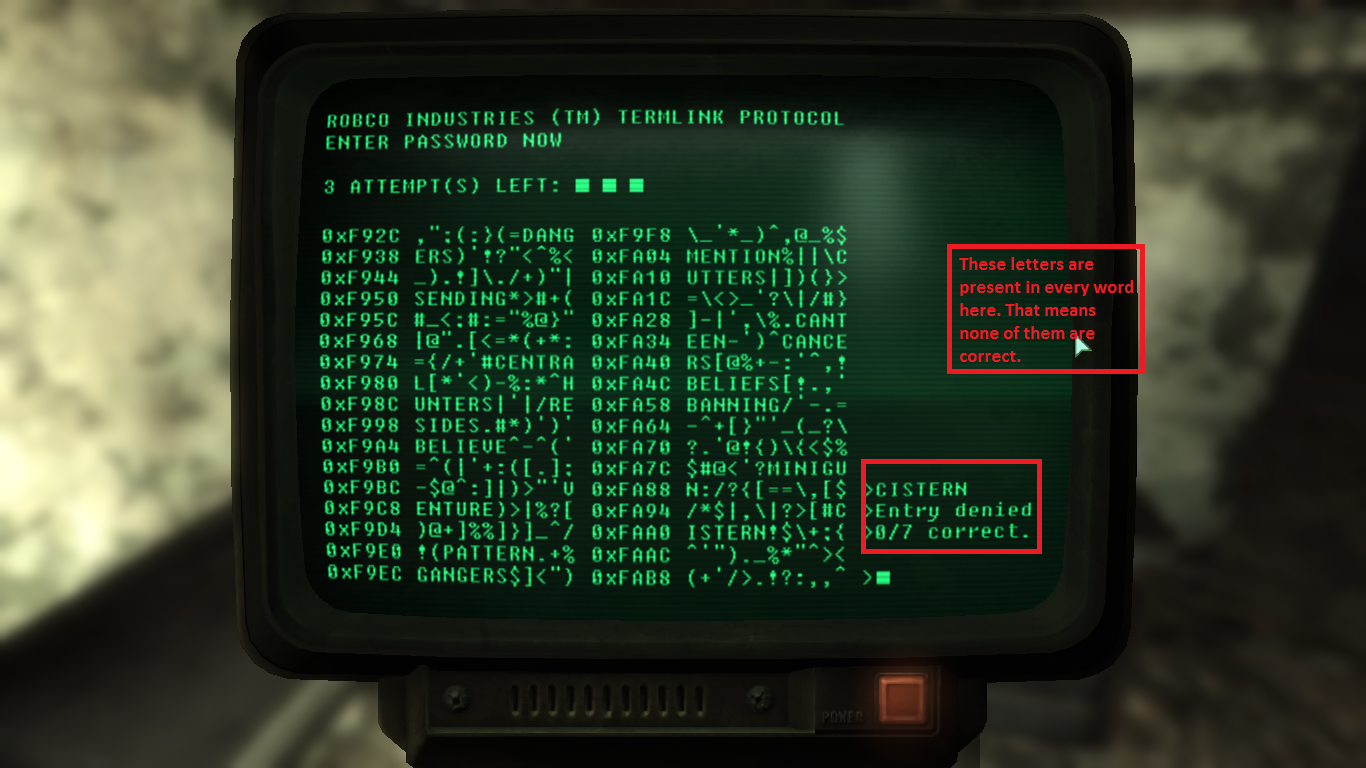 ROBCO INDUSTRIES (TM) TERMLINK PROTOCOL
ENTER PASSWORD NOW
3 ATTEMPT(S) LEFT: ■ ■ ■
0xF92C ,":(:}(=DANG 0xF9F8 \_'*_)^,@_%$
0xF938 ERS)'!?"<^%< 0xFA04 MENTION%||\C
0xF944 _).!]\./+)"| 0xFA10 UTTERS|])(}>
0xF950 SENDING*>#+( 0xFA1C =\<>_'?\|/#}
0xF95C #_<:#:="%@}" 0xFA28 ]-|',\%.CANT
0xF968 |@".[<=*(+*: 0xFA34 EEN-')^CANCE
0xF974 ={/+'#CENTRA 0xFA40 RS[@%+-:'^,!
0xF980 L[*'<)-%:*^H 0xFA4C BELIEFS[!.,'
0xF98C UNTERS|'|/RE 0xFA58 BANNING/'-.=
0xF998 SIDES.#*)')' 0xFA64 -^+[}"'_(_?\
0xF9A4 BELIEVE^-^(' 0xFA70 ?.'@!{)\{<$%
0xF9B0 =^(|'+:([.]: 0xFA7C $#@<'?MINIGU
0xF9BC -$@^:]|)>"'V 0xFA88 N:/?{[==\,[$ >CISTERN
0xF9C8 ENTURE)>|%?[ 0xFA94 /*$|,\|?>[#C >Entry denied
0xF9D4 )@+]%%]}]_^/ 0xFAA0 ISTERN!$\+:{ >0/7 correct.
0xF9E0 !(PATTERN.+% 0xFAAC ^'")._%*"^><
0xF9EC GANGERS$]<") 0xFAB8 (+'/>.!?:,,^ >■
These letters are
present in every word
here. That means
none of them are
correct.
POWER